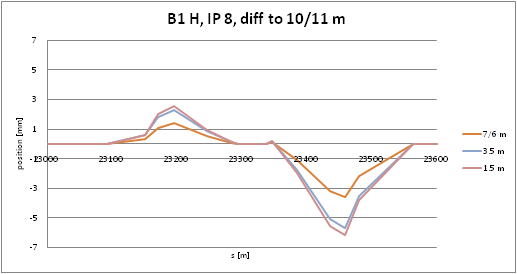 B1 H, IP 8, diff to 10/11 m
7
5
3
1
-1
-3
-5
-7
23000 23100 23200 23300 23400 23500 23600
position [mm]
s [m]
7/6 m
3.5 m
1.5 m